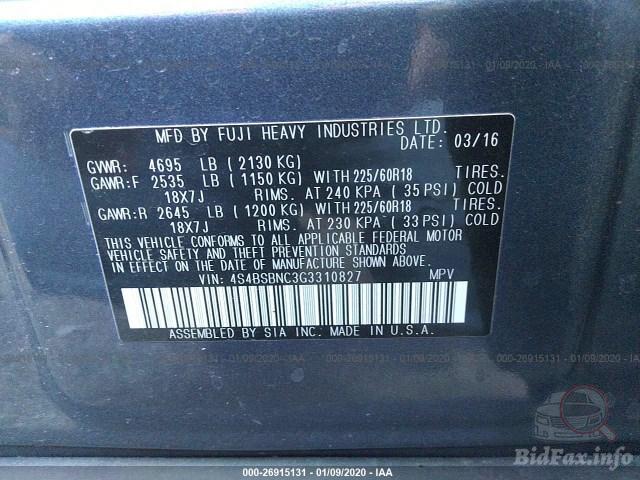 MFD BY FUJI HEAVY INDUSTRIES LTD.
DATE: 03/16
GVWR: 4695 LB ( 2130 KG)
GAWR:F 2535 LB ( 1150 KG) WITH 225/60R18 TIRES.
18X7J RIMS. AT 240 KPA ( 35 PSI) COLD
GAWR:R 2645 LB ( 1200 KG) WITH 225/60R18 TIRES.
18X7J RIMS. AT 230 KPA ( 33 PSI) COLD
THIS VEHICLE CONFORMS TO ALL APPLICABLE FEDERAL MOTOR
VEHICLE SAFETY AND THEFT PREVENTION STANDARDS
IN EFFECT ON THE DATE OF MANUFACTURE SHOWN ABOVE.
VIN: 4S4BSBNC3G3310827 MPV
ASSEMBLED BY SIA INC. MADE IN U.S.A.
000-26915131 - 01/09/2020 - IAA
BidFax.info
000-26915131 - 01/09/2020 - IAA